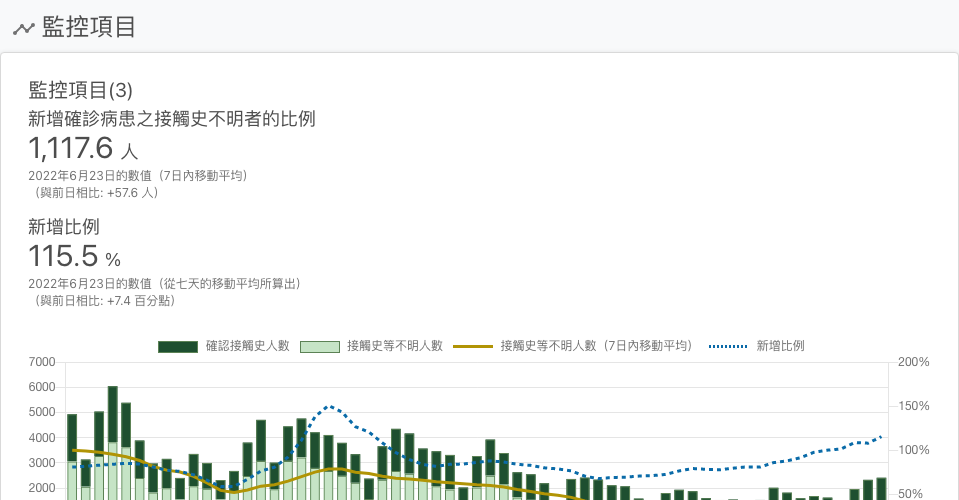 監控項目
監控項目(3)
新增確診病患之接觸史不明者的比例
1,117.6 人
2022年6月23日的數值（7日內移動平均）
（與前日相比: +57.6 人）
新增比例
115.5 %
2022年6月23日的數值（從七天的移動平均所算出）
（與前日相比: +7.4 百分點）
確認接觸史人數 接觸史等不明人數 接觸史等不明人數（7日內移動平均） 新增比例
7000 200%
6000
5000 150%
4000
3000 100%
2000 50%